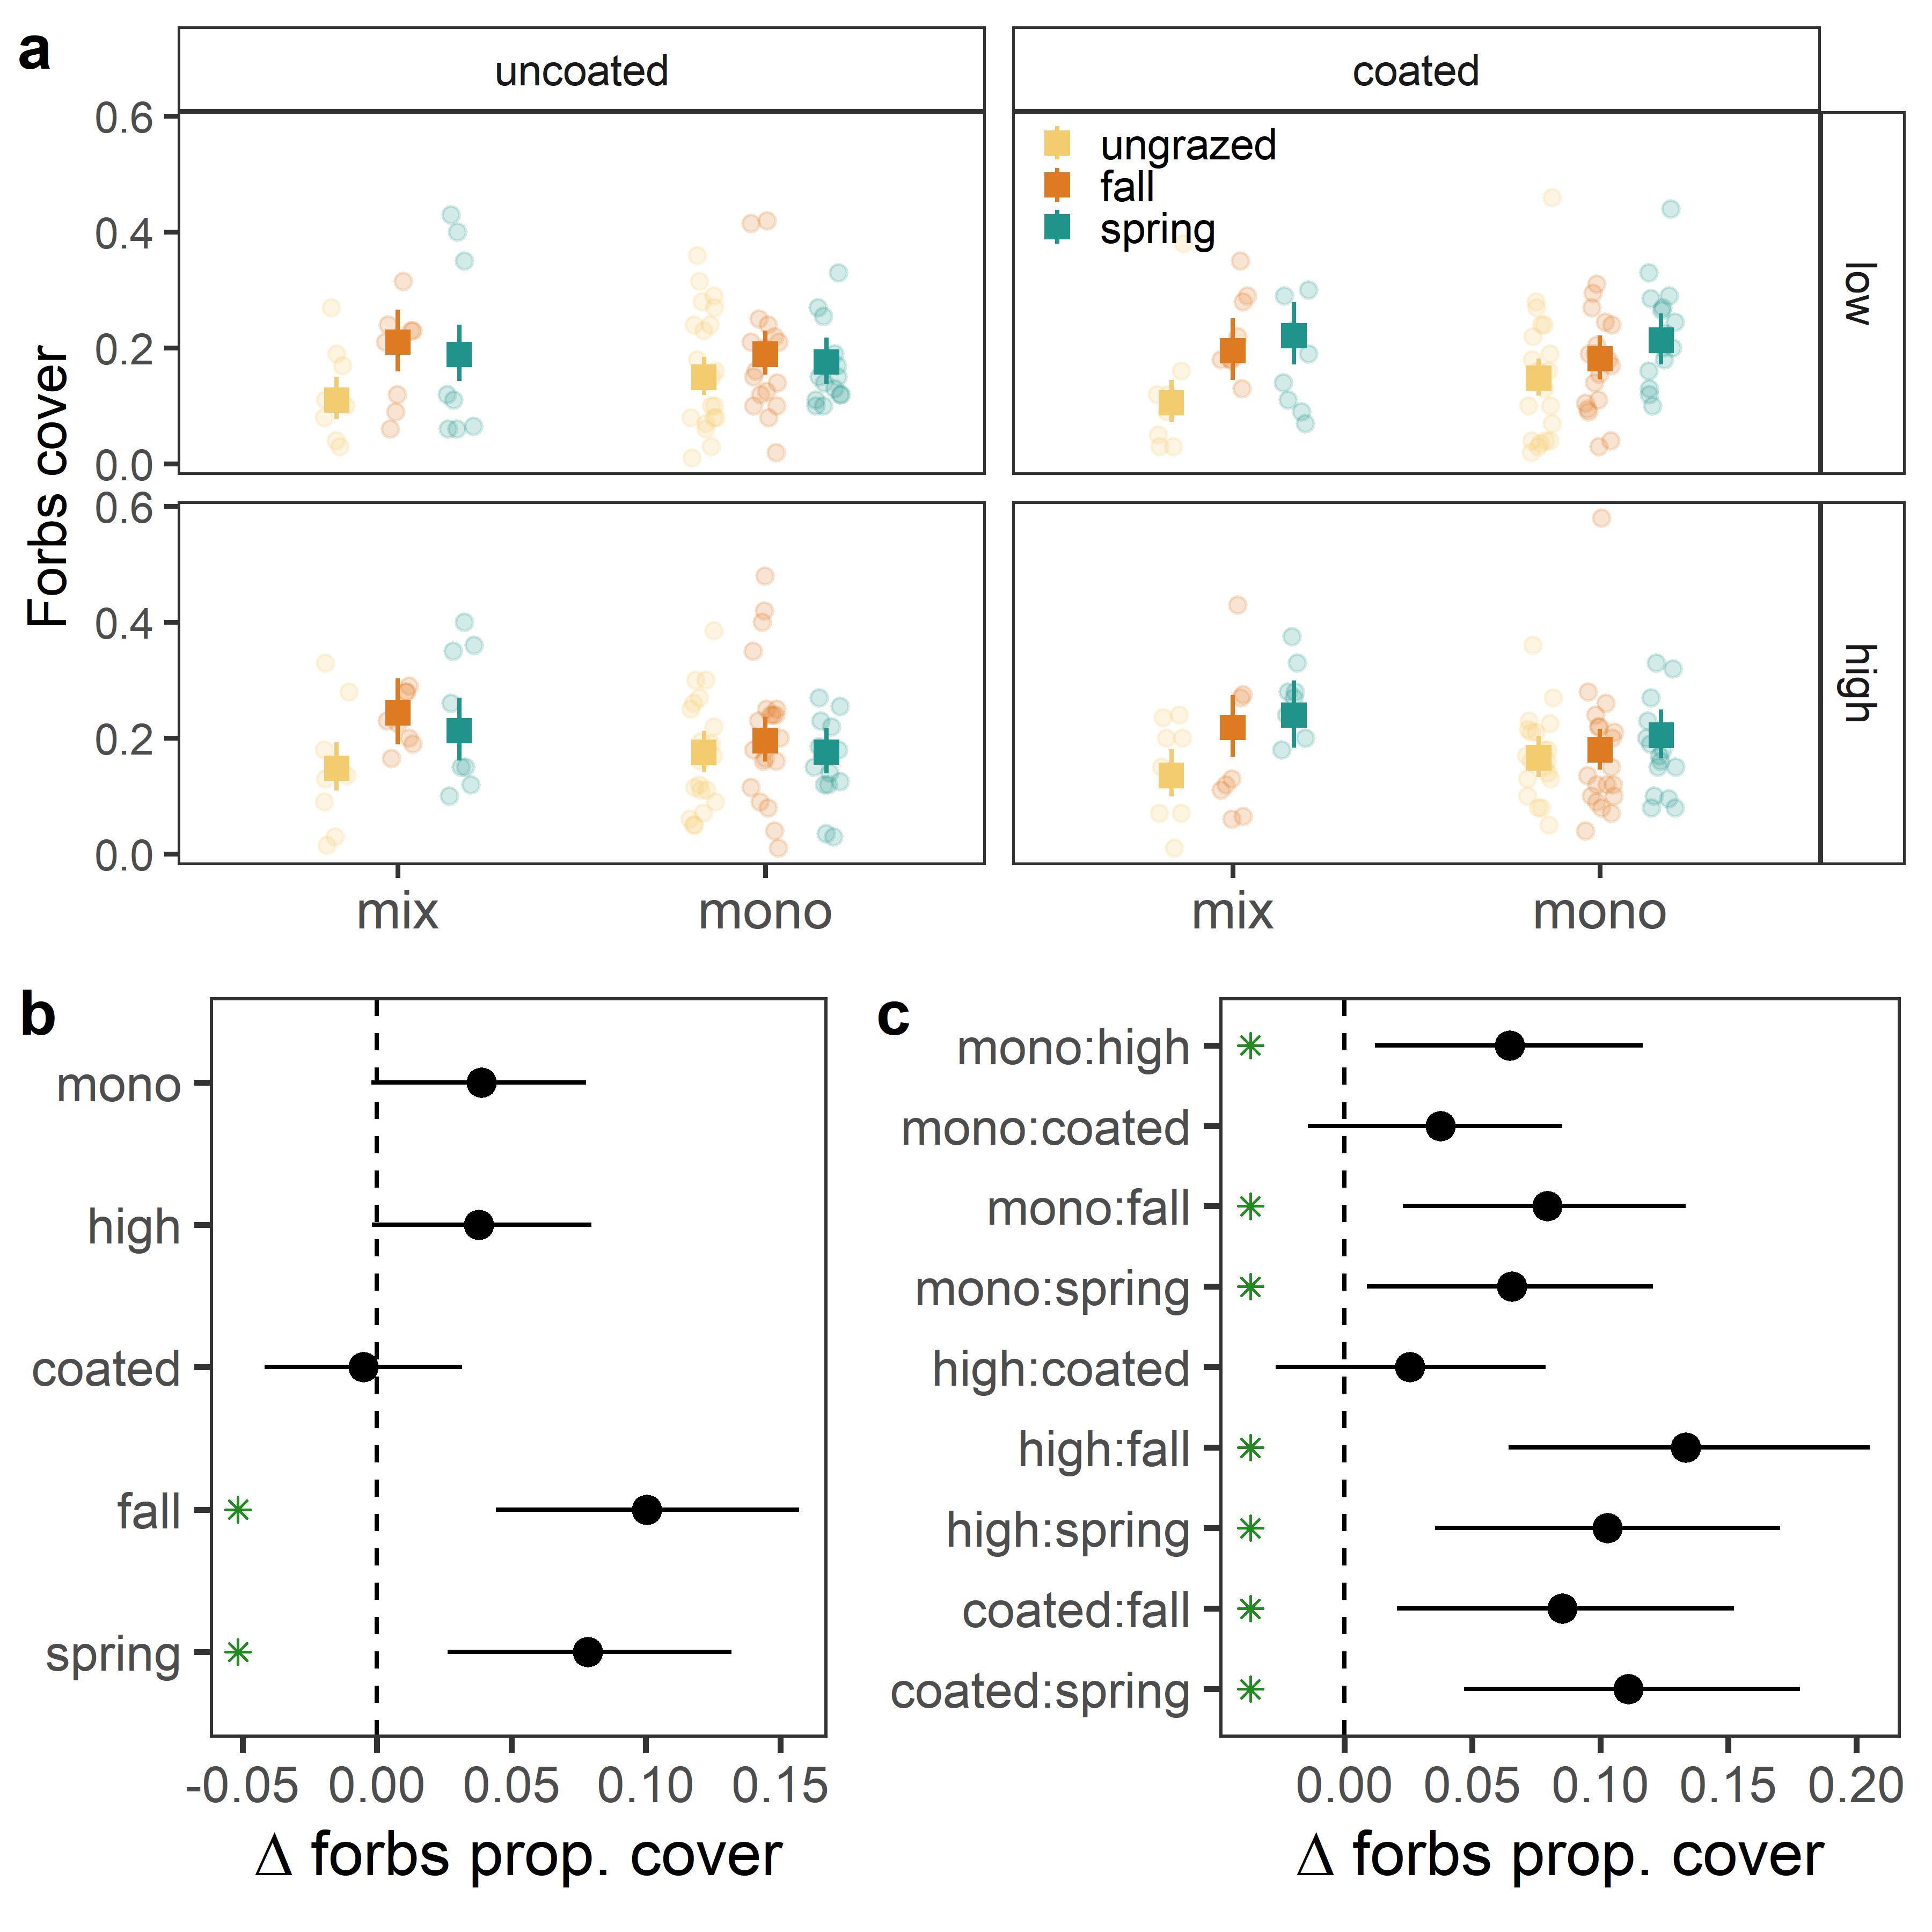 a
uncoated
coated
0.6
0.4
0.2
0.0
ungrazed
fall
spring
low
Forbs cover
0.6
0.4
0.2
0.0
high
mix
mono
mix
mono
b
mono
high
coated
fall
spring
-0.05 0.00 0.05 0.10 0.15
Δ forbs prop. cover
c
mono:high
mono:coated
mono:fall
mono:spring
high:coated
high:fall
high:spring
coated:fall
coated:spring
0.00 0.05 0.10 0.15 0.20
Δ forbs prop. cover